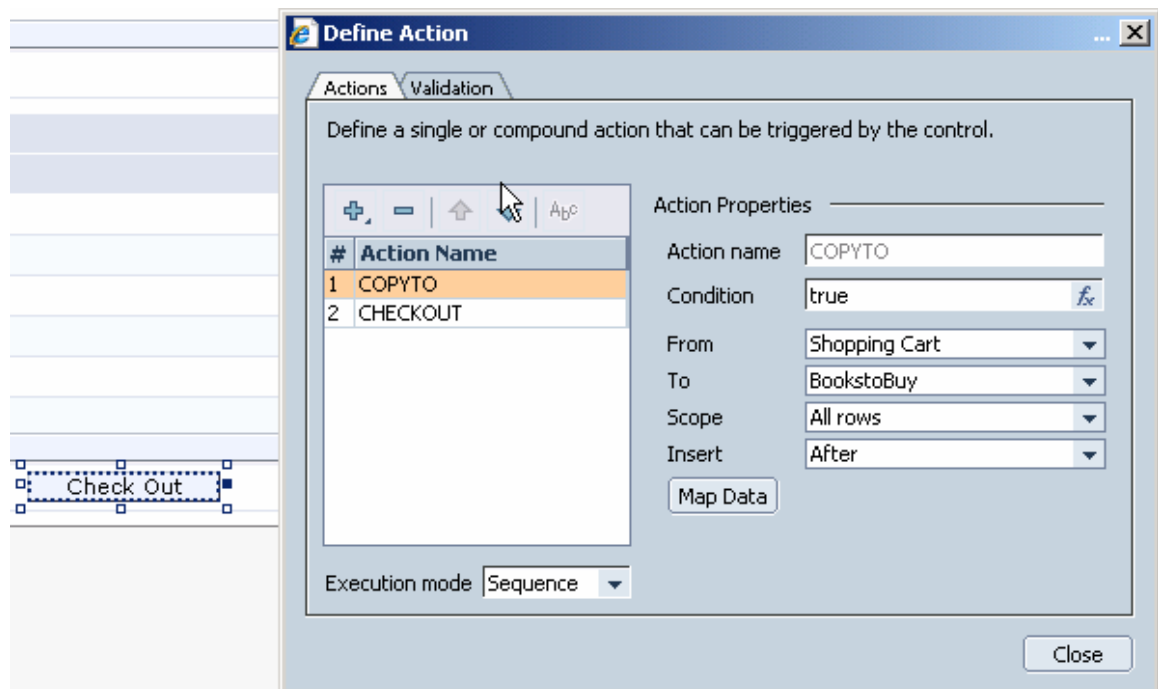 Define Action
...
Actions
Validation
Define a single or compound action that can be triggered by the control.
Abc
# Action Name
1 COPYTO
2 CHECKOUT
Execution mode Sequence
Action Properties
Action name COPYTO
Condition true fx
From Shopping Cart
To BookstoBuy
Scope All rows
Insert After
Map Data
Check Out
Close